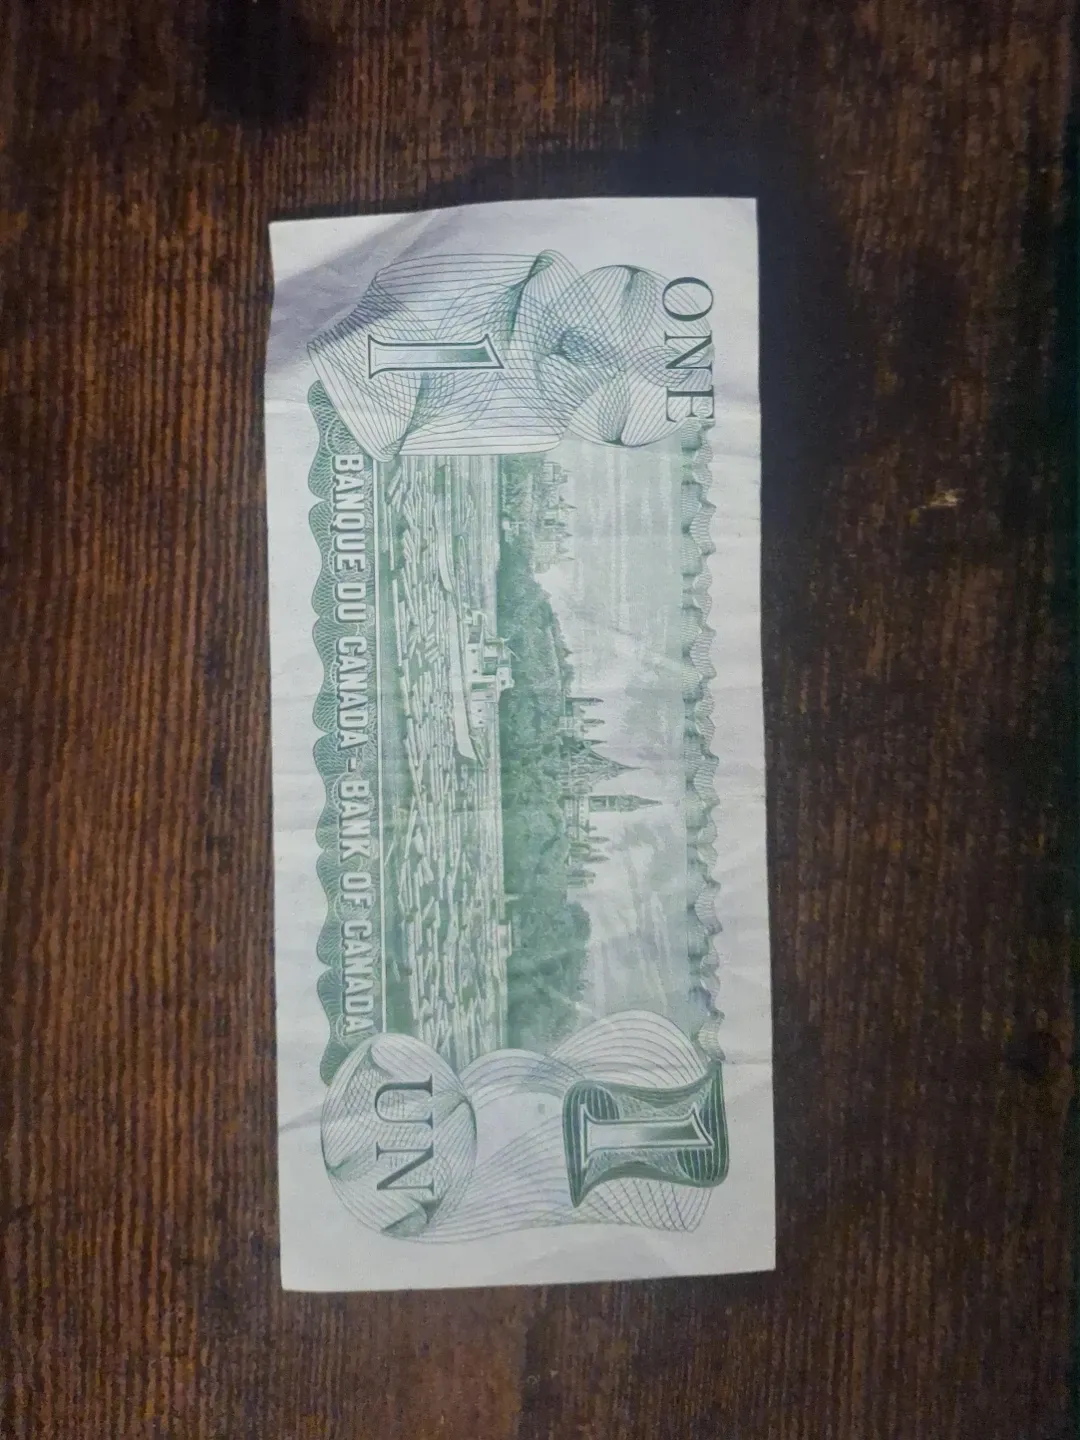 ONE
1
BANQUE DU CANADA - BANK OF CANADA
1
UN